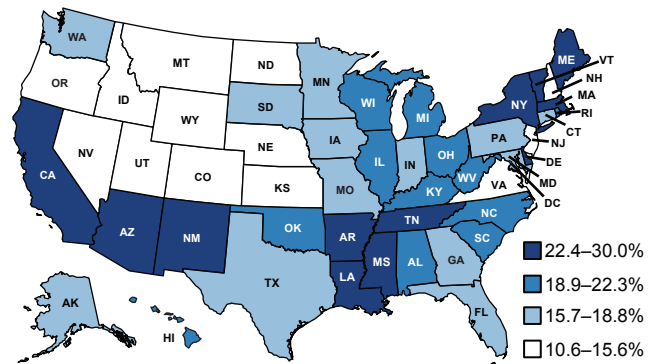 WA
OR
CA
NV
ID
MT
WY
UT
CO
AZ
NM
ND
SD
NE
KS
OK
TX
MN
IA
MO
AR
LA
WI
IL
MI
IN
OH
KY
TN
MS
AL
GA
FL
SC
NC
VA
WV
PA
NY
ME
VT
NH
MA
RI
CT
NJ
DE
MD
DC
AK
HI
22.4–30.0%
18.9–22.3%
15.7–18.8%
10.6–15.6%